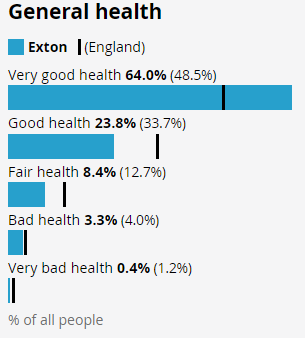 General health
Exton (England)
Very good health 64.0% (48.5%)
Good health 23.8% (33.7%)
Fair health 8.4% (12.7%)
Bad health 3.3% (4.0%)
Very bad health 0.4% (1.2%)
% of all people